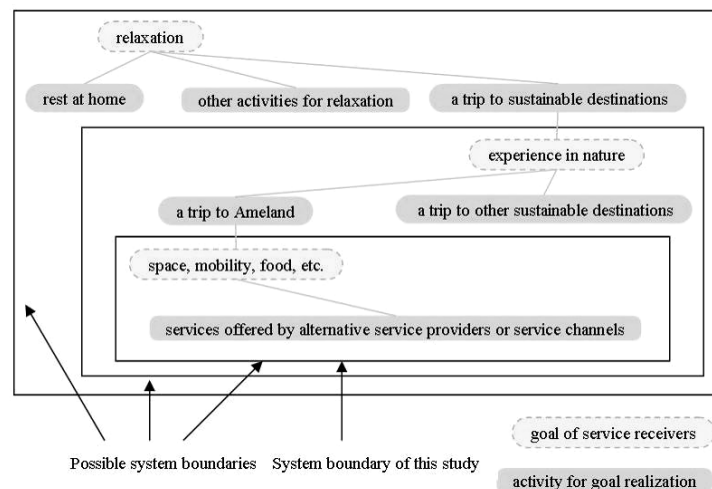 relaxation
rest at home
other activities for relaxation
a trip to sustainable destinations
experience in nature
a trip to Ameland
a trip to other sustainable destinations
space, mobility, food, etc.
services offered by alternative service providers or service channels
goal of service receivers
Possible system boundaries
System boundary of this study
activity for goal realization